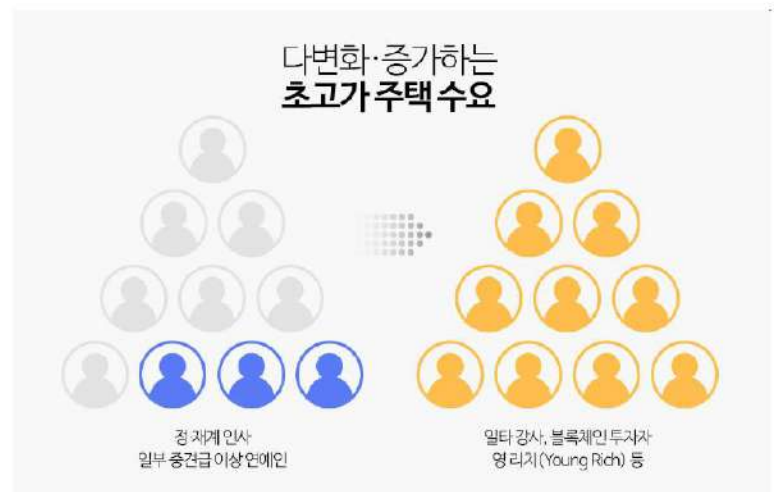 다변화·증가하는
초고가 주택 수요
정·재계 인사
일부 중견급 이상 연예인
일타 강사, 블록체인 투자자
영 리치(Young Rich) 등